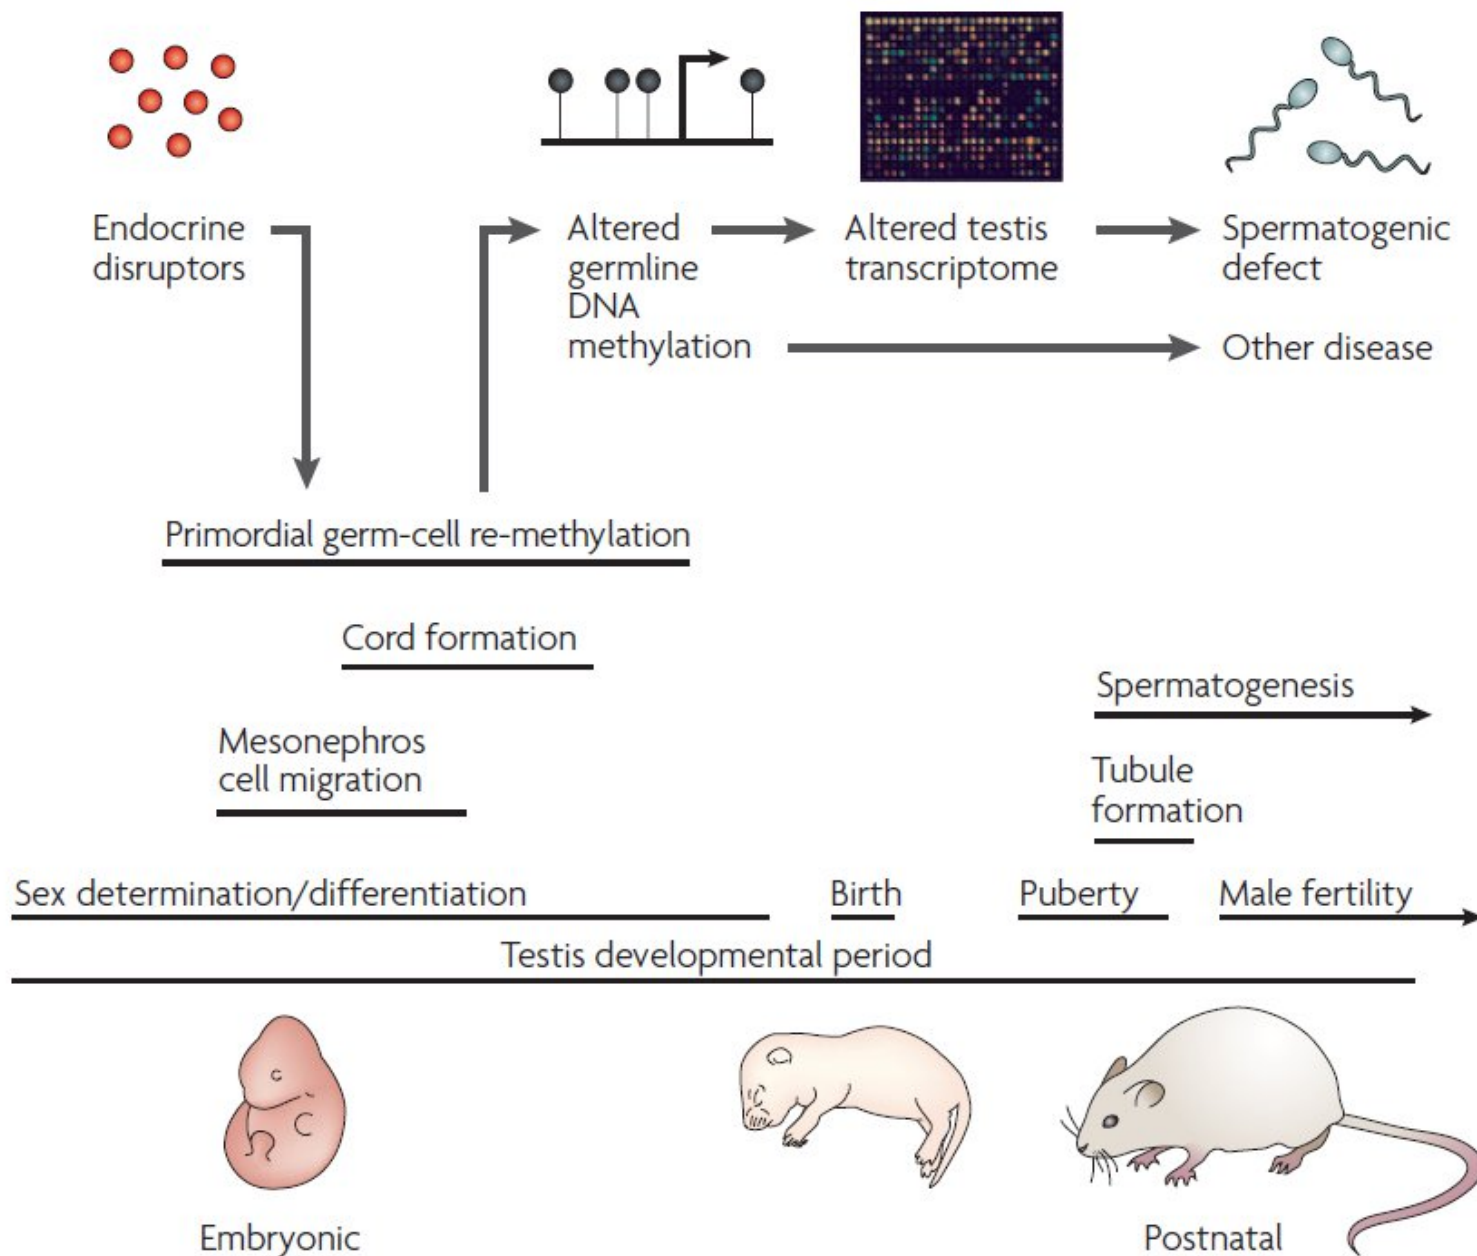 Endocrine
disruptors
Altered
germline
DNA
methylation
Altered testis
transcriptome
Spermatogenic
defect
Other disease
Primordial germ-cell re-methylation
Cord formation
Spermatogenesis
Mesonephros
cell migration
Tubule
formation
Sex determination/differentiation
Birth
Puberty
Male fertility
Testis developmental period
Embryonic
Postnatal